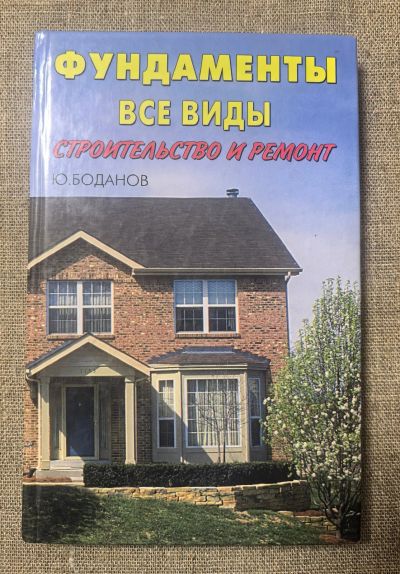 ФУНДАМЕНТЫ
ВСЕ ВИДЫ
СТРОИТЕЛЬСТВО И РЕМОНТ
Ю.БОДАНОВ